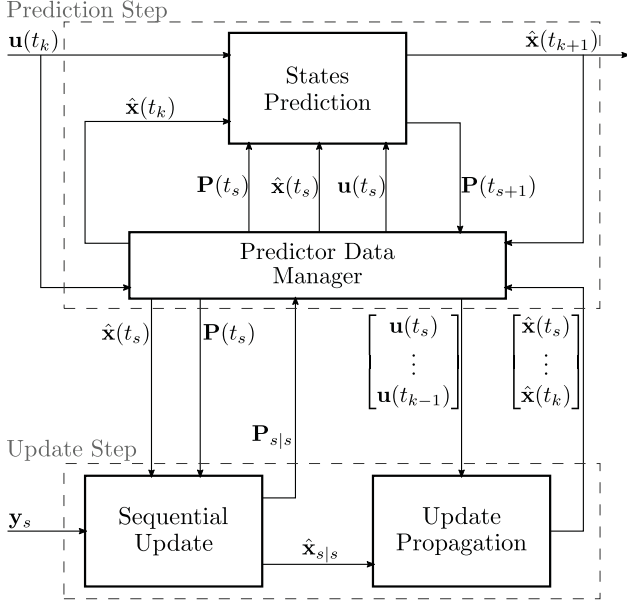 Prediction Step
u(t_k)
x̂(t_{k+1})
States
Prediction
x̂(t_k)
P(t_s)
x̂(t_s)
u(t_s)
P(t_{s+1})
Predictor Data
Manager
x̂(t_s)
P(t_s)
u(t_s)
⋮
u(t_{k-1})
x̂(t_s)
⋮
x̂(t_k)
P_{s|s}
Update Step
y_s
Sequential
Update
x̂_{s|s}
Update
Propagation